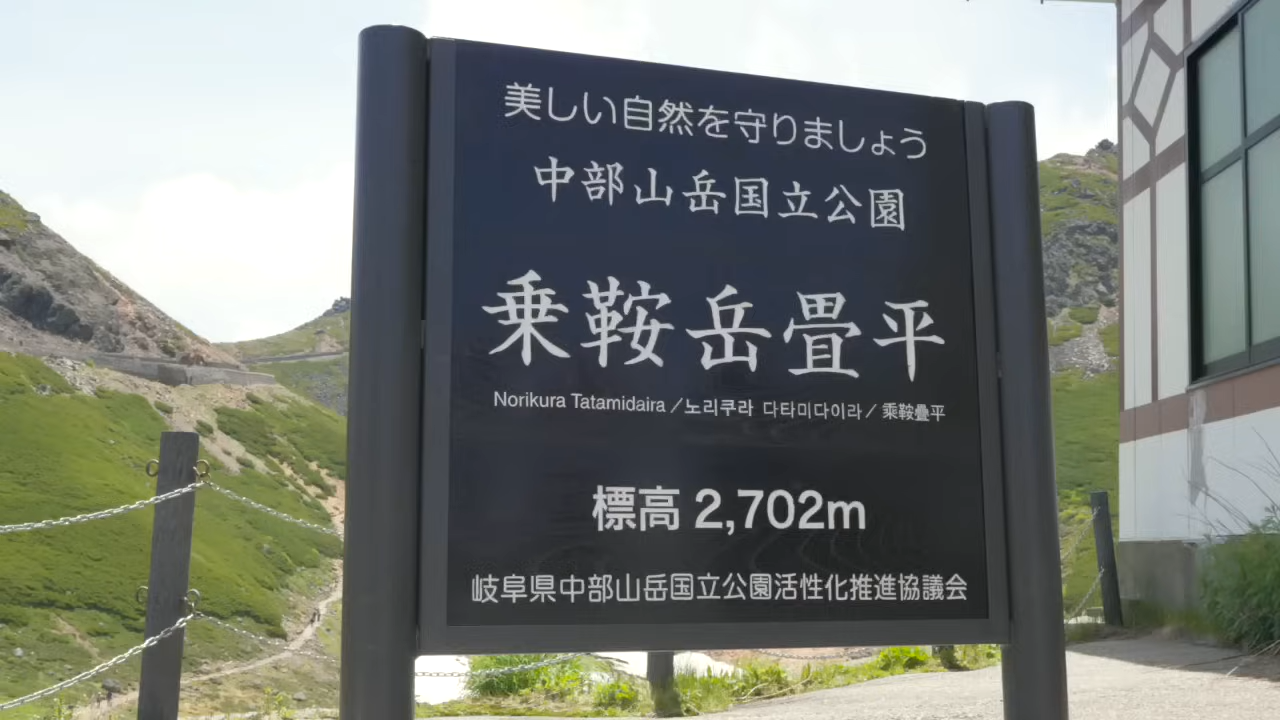 美しい自然を守りましょう
中部山岳国立公園
乗鞍岳畳平
Norikura Tatamidaira／노리쿠라 다타미다이라／乘鞍疊平
標高 2,702m
岐阜県中部山岳国立公園活性化推進協議会